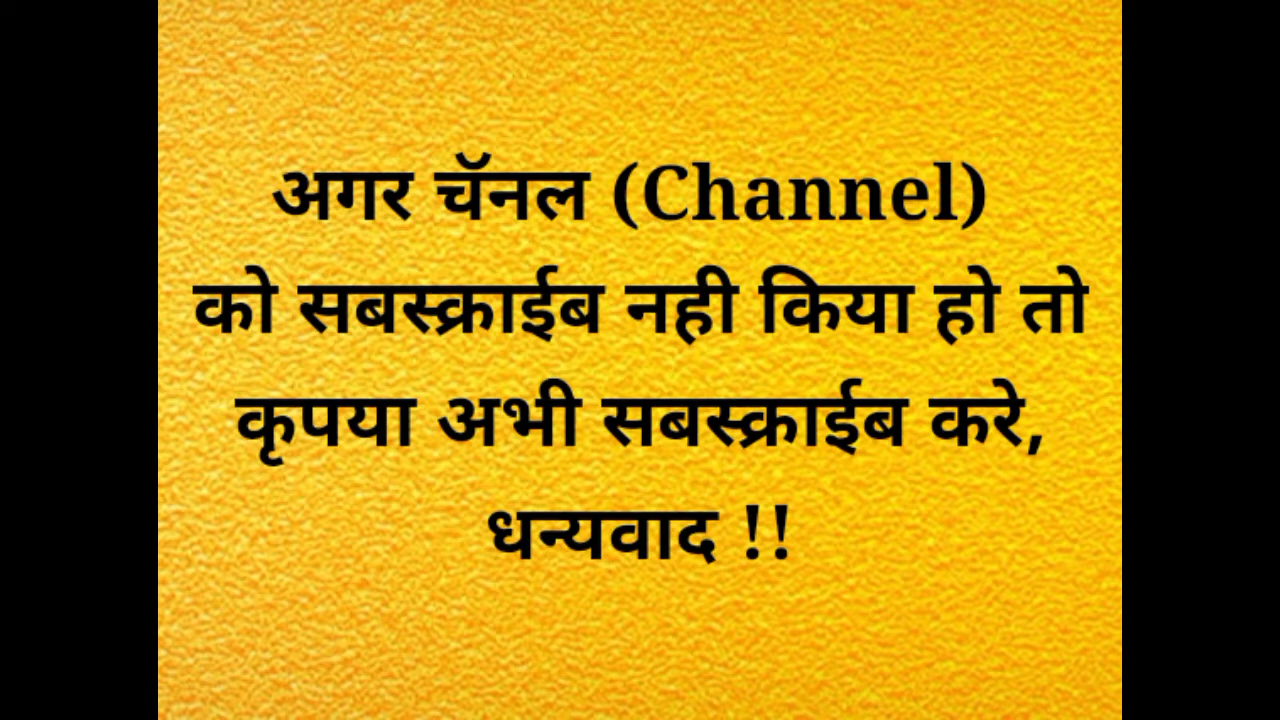 अगर चॅनल (Channel)
को सबस्क्राईब नही किया हो तो
कृपया अभी सबस्क्राईब करे,
धन्यवाद !!